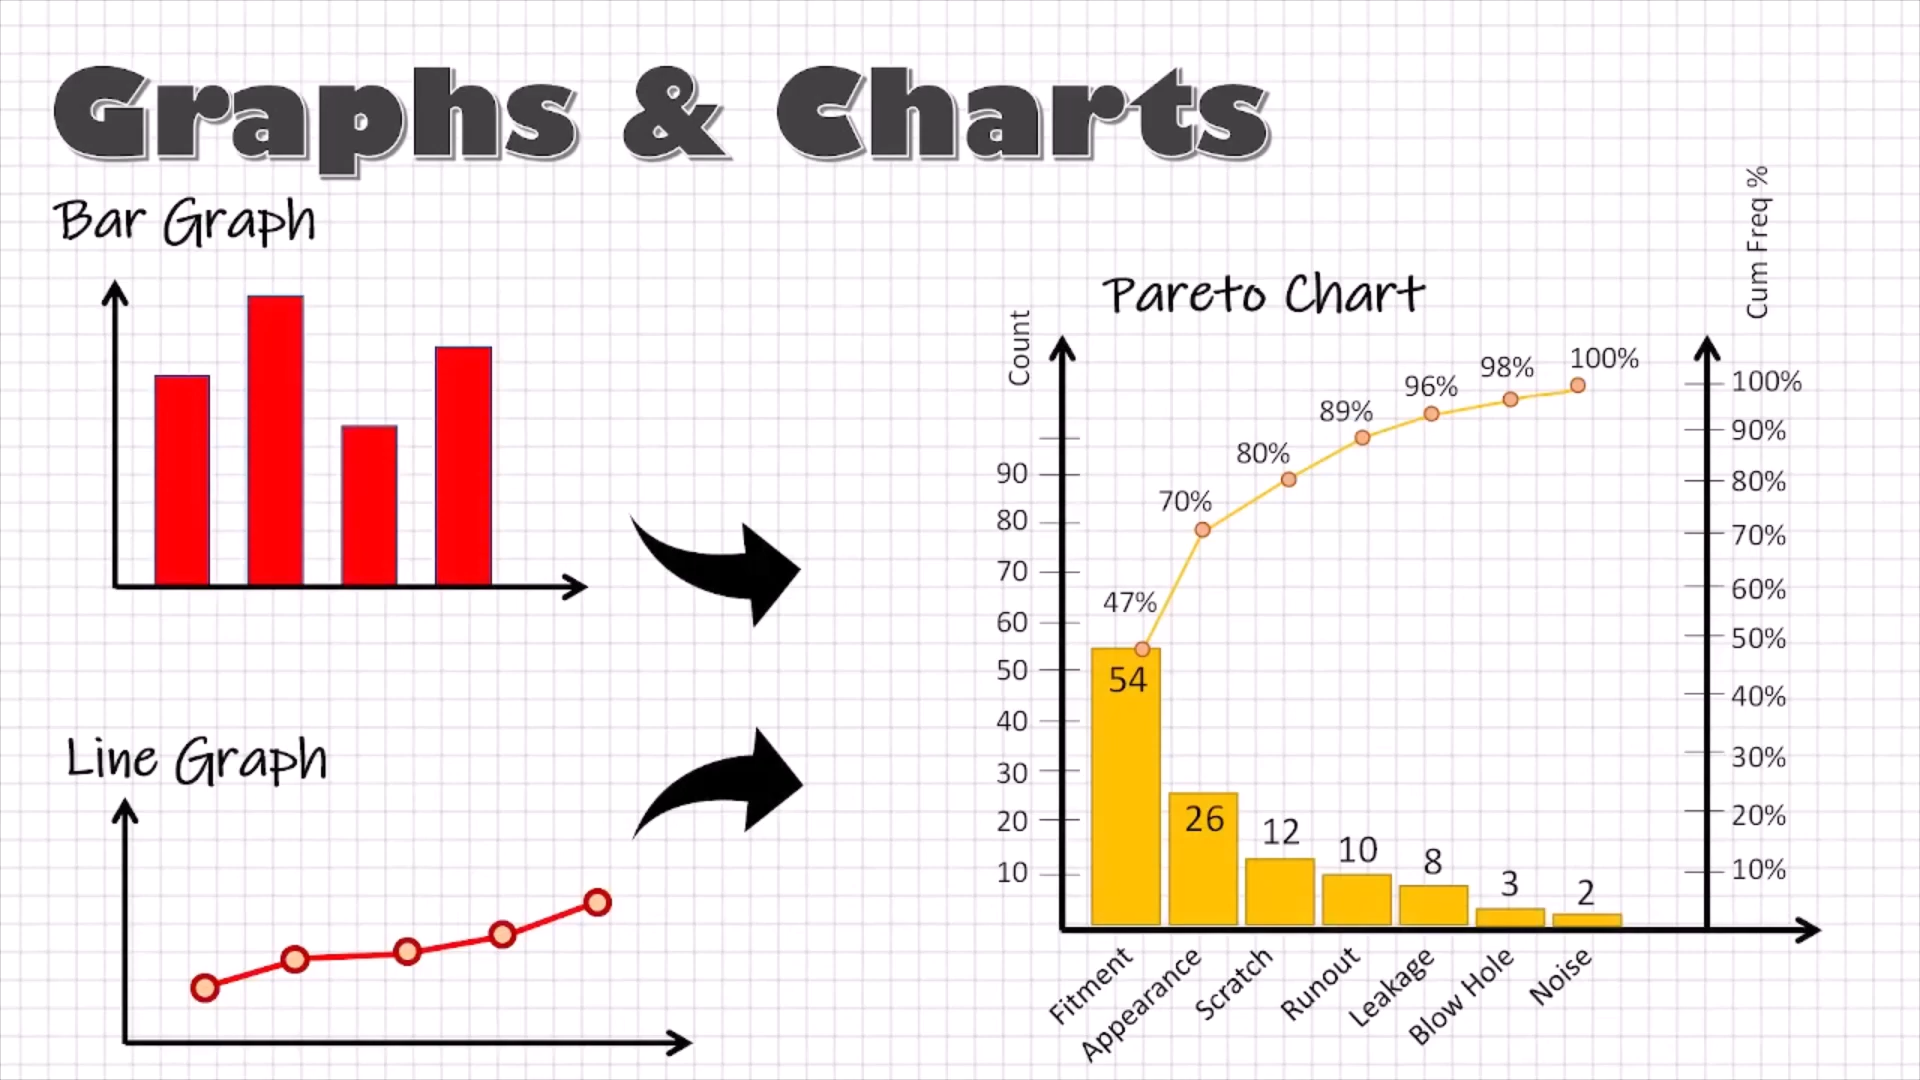 Graphs & Charts
Bar Graph
Line Graph
Pareto Chart
Count
Cum Freq %
90
80
70
60
50
40
30
20
10
47%
70%
80%
89%
96%
98%
100%
54
26
12
10
8
3
2
100%
90%
80%
70%
60%
50%
40%
30%
20%
10%
Fitment
Appearance
Scratch
Runout
Leakage
Blow Hole
Noise